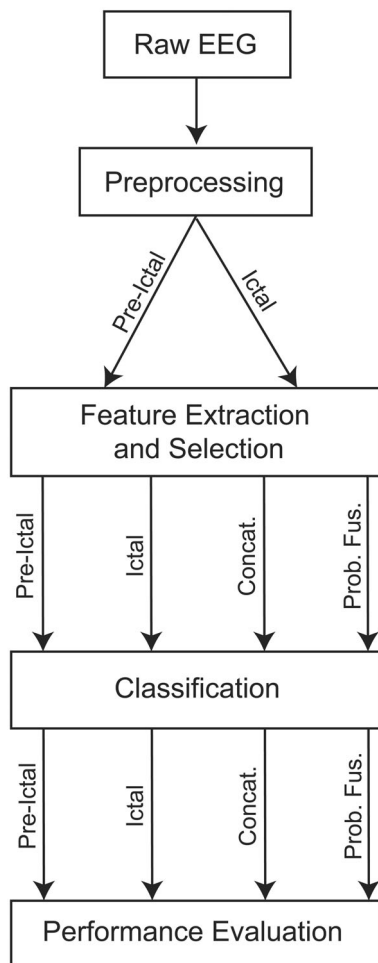 Raw EEG
Preprocessing
Pre-Ictal
Ictal
Feature Extraction
and Selection
Pre-Ictal
Ictal
Concat.
Prob. Fus.
Classification
Pre-Ictal
Ictal
Concat.
Prob. Fus.
Performance Evaluation